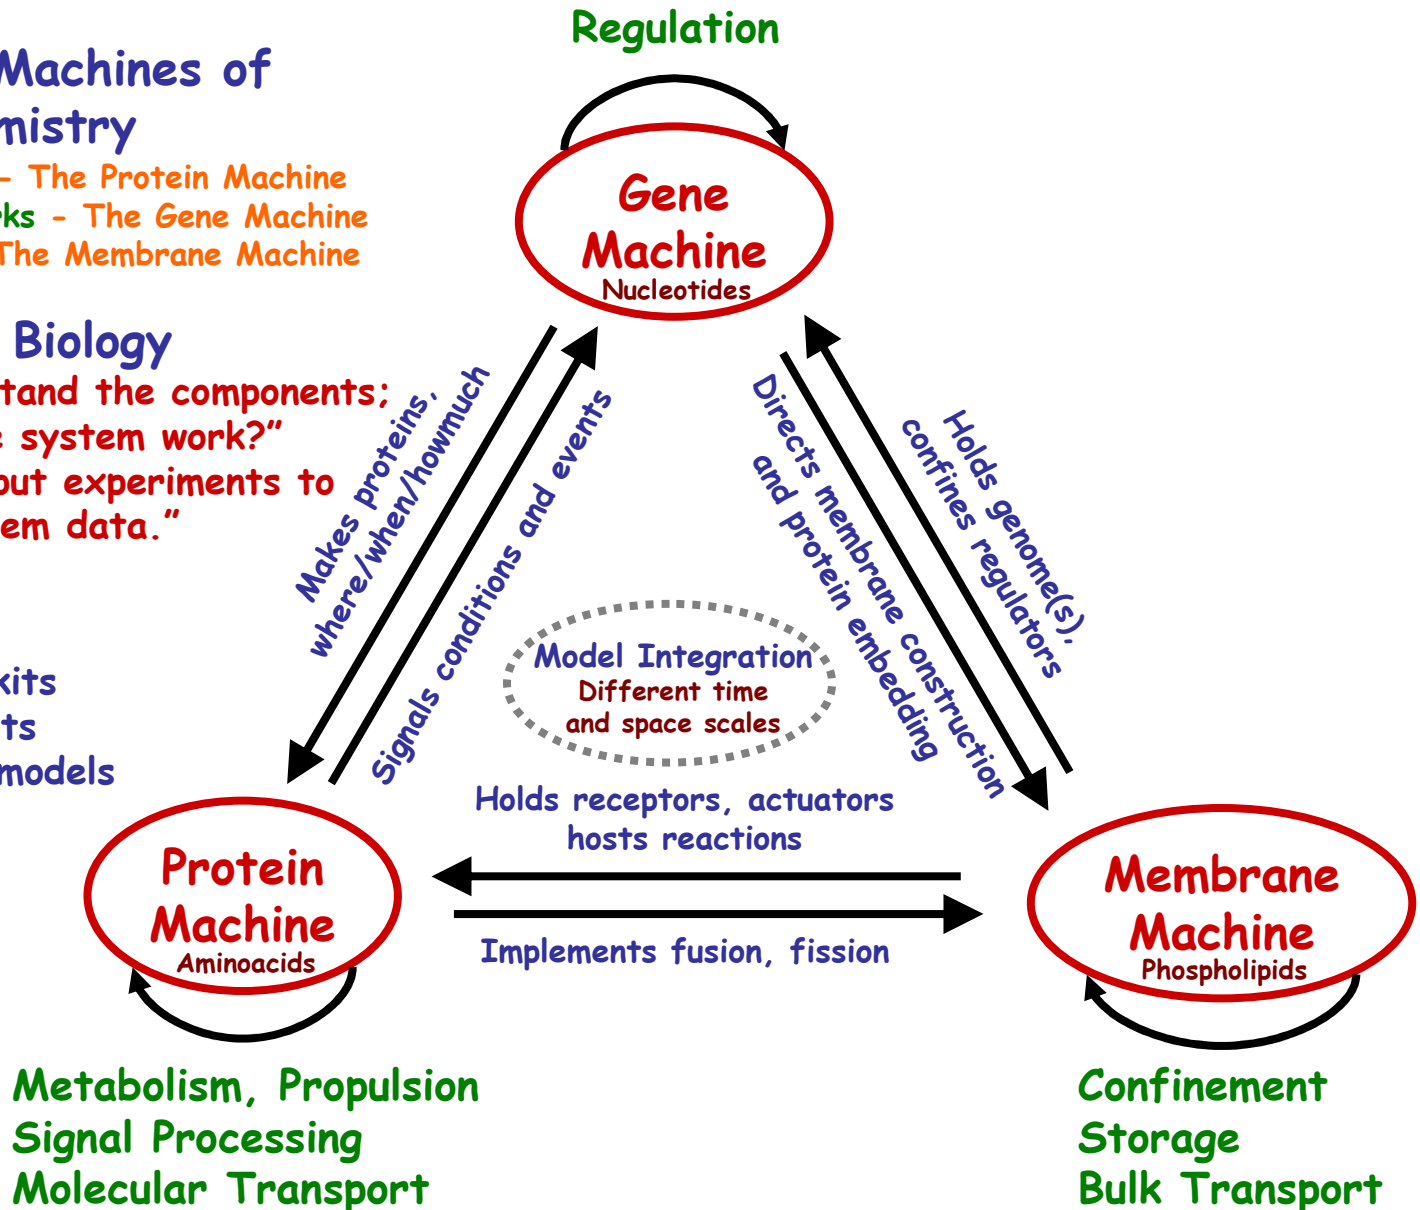 Regulation
Machines of
mistry
- The Protein Machine
rks - The Gene Machine
The Membrane Machine
Gene
Machine
Nucleotides
Biology
tand the components;
e system work?”
out experiments to
em data.”
Makes proteins,
where/when/howmuch
Signals conditions and events
Directs membrane construction
and protein embedding
Holds genome(s),
confines regulators
Model Integration
Different time
and space scales
kits
ts
models
Holds receptors, actuators
hosts reactions
Protein
Machine
Aminoacids
Implements fusion, fission
Membrane
Machine
Phospholipids
Metabolism, Propulsion
Signal Processing
Molecular Transport
Confinement
Storage
Bulk Transport